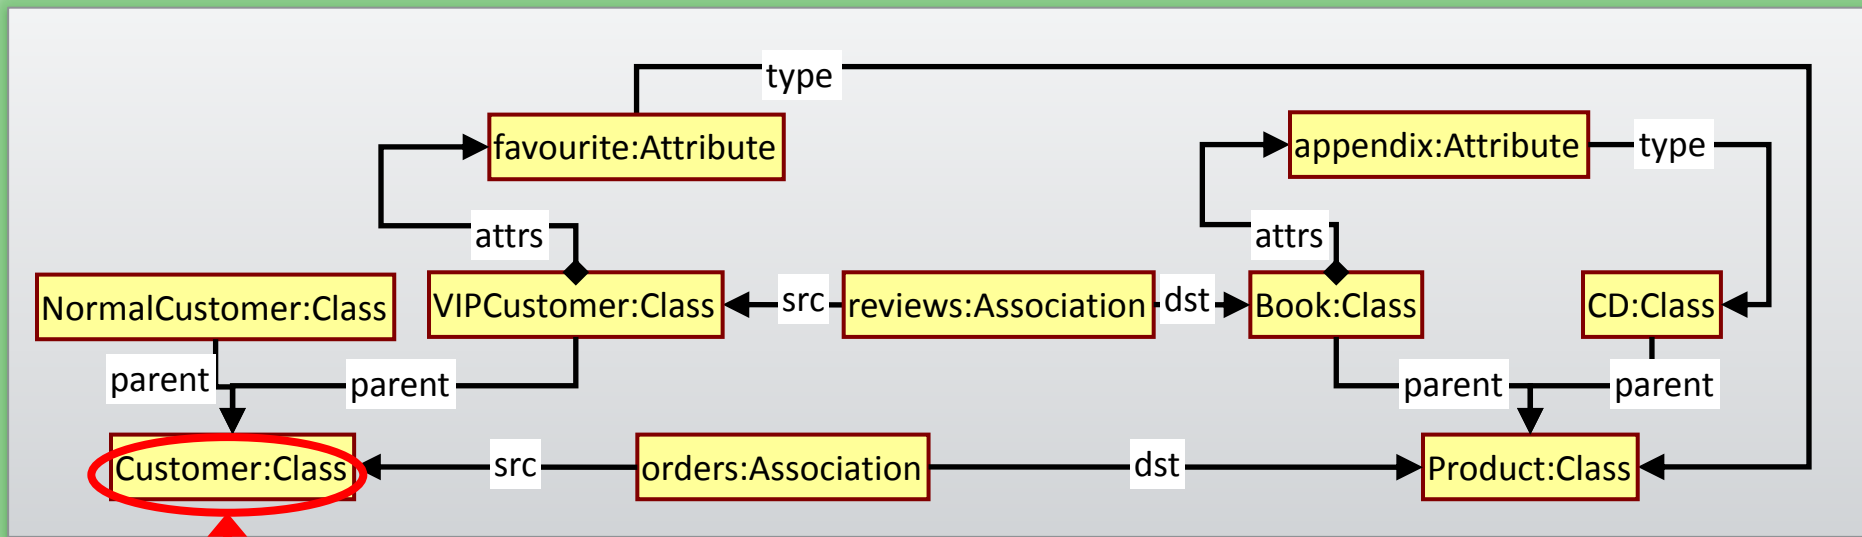 type
favourite:Attribute
appendix:Attribute
type
attrs
attrs
NormalCustomer:Class
VIPCustomer:Class
src
reviews:Association
dst
Book:Class
CD:Class
parent
parent
parent
parent
Customer:Class
src
orders:Association
dst
Product:Class